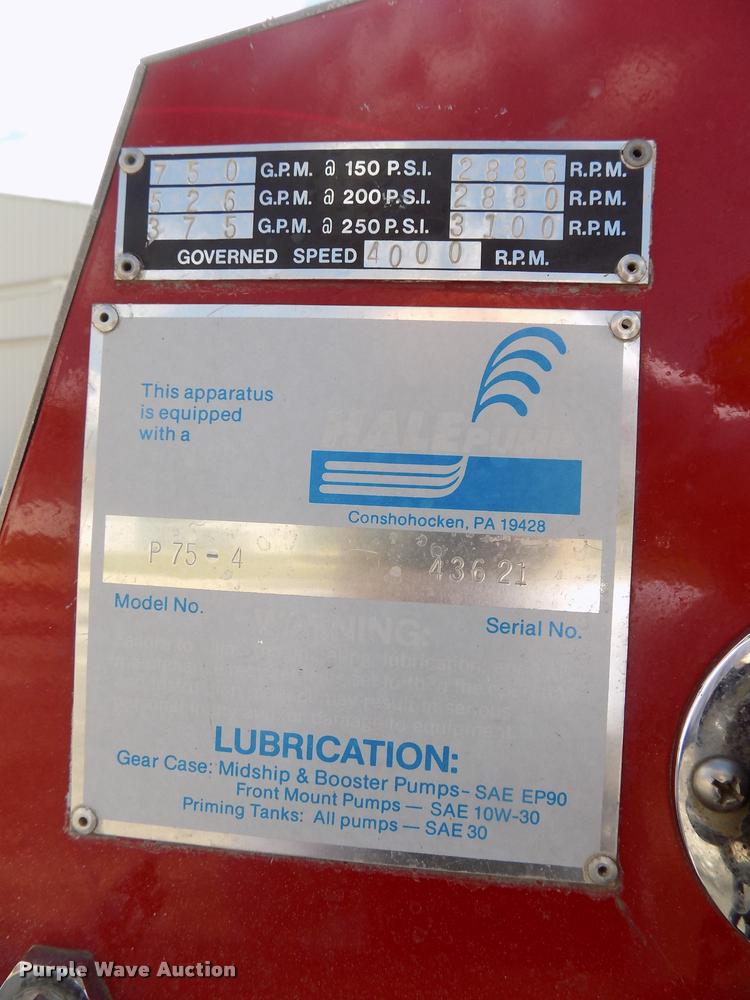 750 G.P.M. @ 150 P.S.I. 2886 R.P.M.
526 G.P.M. @ 200 P.S.I. 2880 R.P.M.
375 G.P.M. @ 250 P.S.I. 3100 R.P.M.
GOVERNED SPEED 4000 R.P.M.
This apparatus
is equipped
with a
HALE PUMP
Conshohocken, PA 19428
P 75-4 43621
Model No. Serial No.
WARNING:
LUBRICATION:
Gear Case: Midship & Booster Pumps- SAE EP90
Front Mount Pumps — SAE 10W-30
Priming Tanks: All pumps — SAE 30
Purple Wave Auction